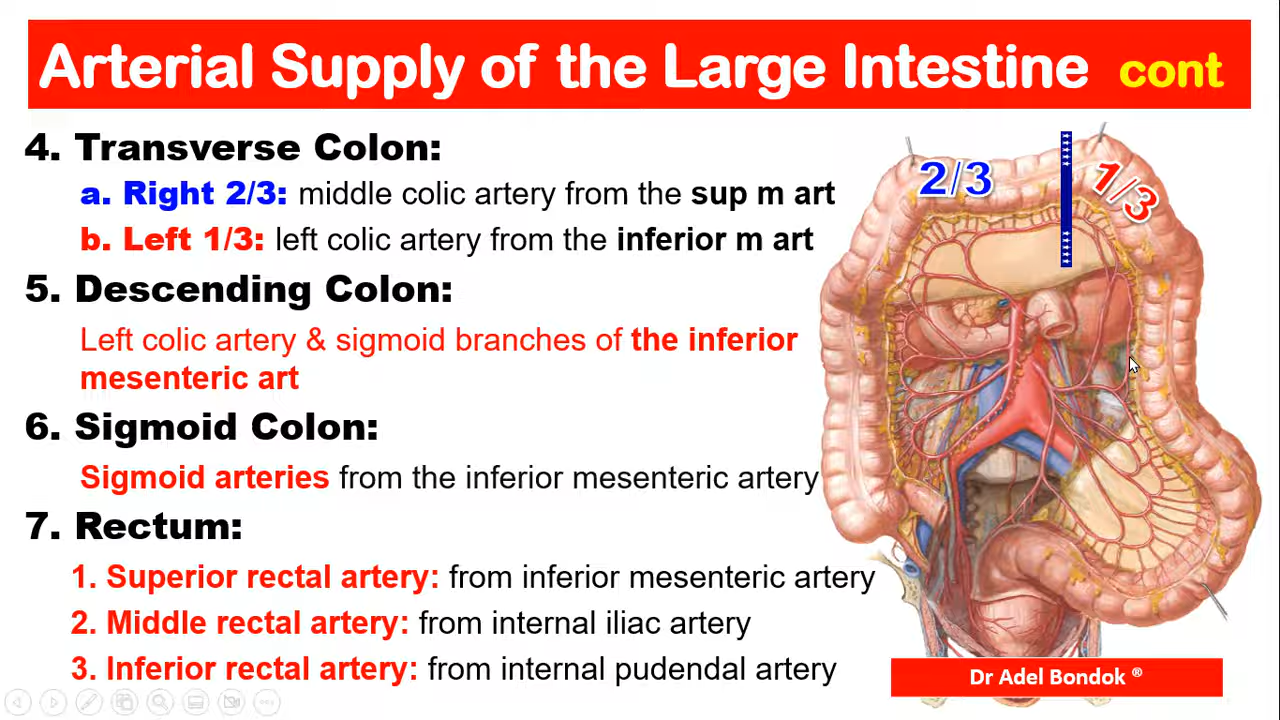 Arterial Supply of the Large Intestine cont
4. Transverse Colon:
a. Right 2/3: middle colic artery from the sup m art
b. Left 1/3: left colic artery from the inferior m art
5. Descending Colon:
Left colic artery & sigmoid branches of the inferior
mesenteric art
6. Sigmoid Colon:
Sigmoid arteries from the inferior mesenteric artery
7. Rectum:
1. Superior rectal artery: from inferior mesenteric artery
2. Middle rectal artery: from internal iliac artery
3. Inferior rectal artery: from internal pudendal artery
2/3
1/3
Dr Adel Bondok ®